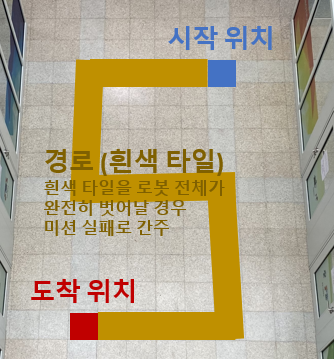 시작 위치
경로 (흰색 타일)
흰색 타일을 로봇 전체가
완전히 벗어날 경우
미션 실패로 간주
도착 위치